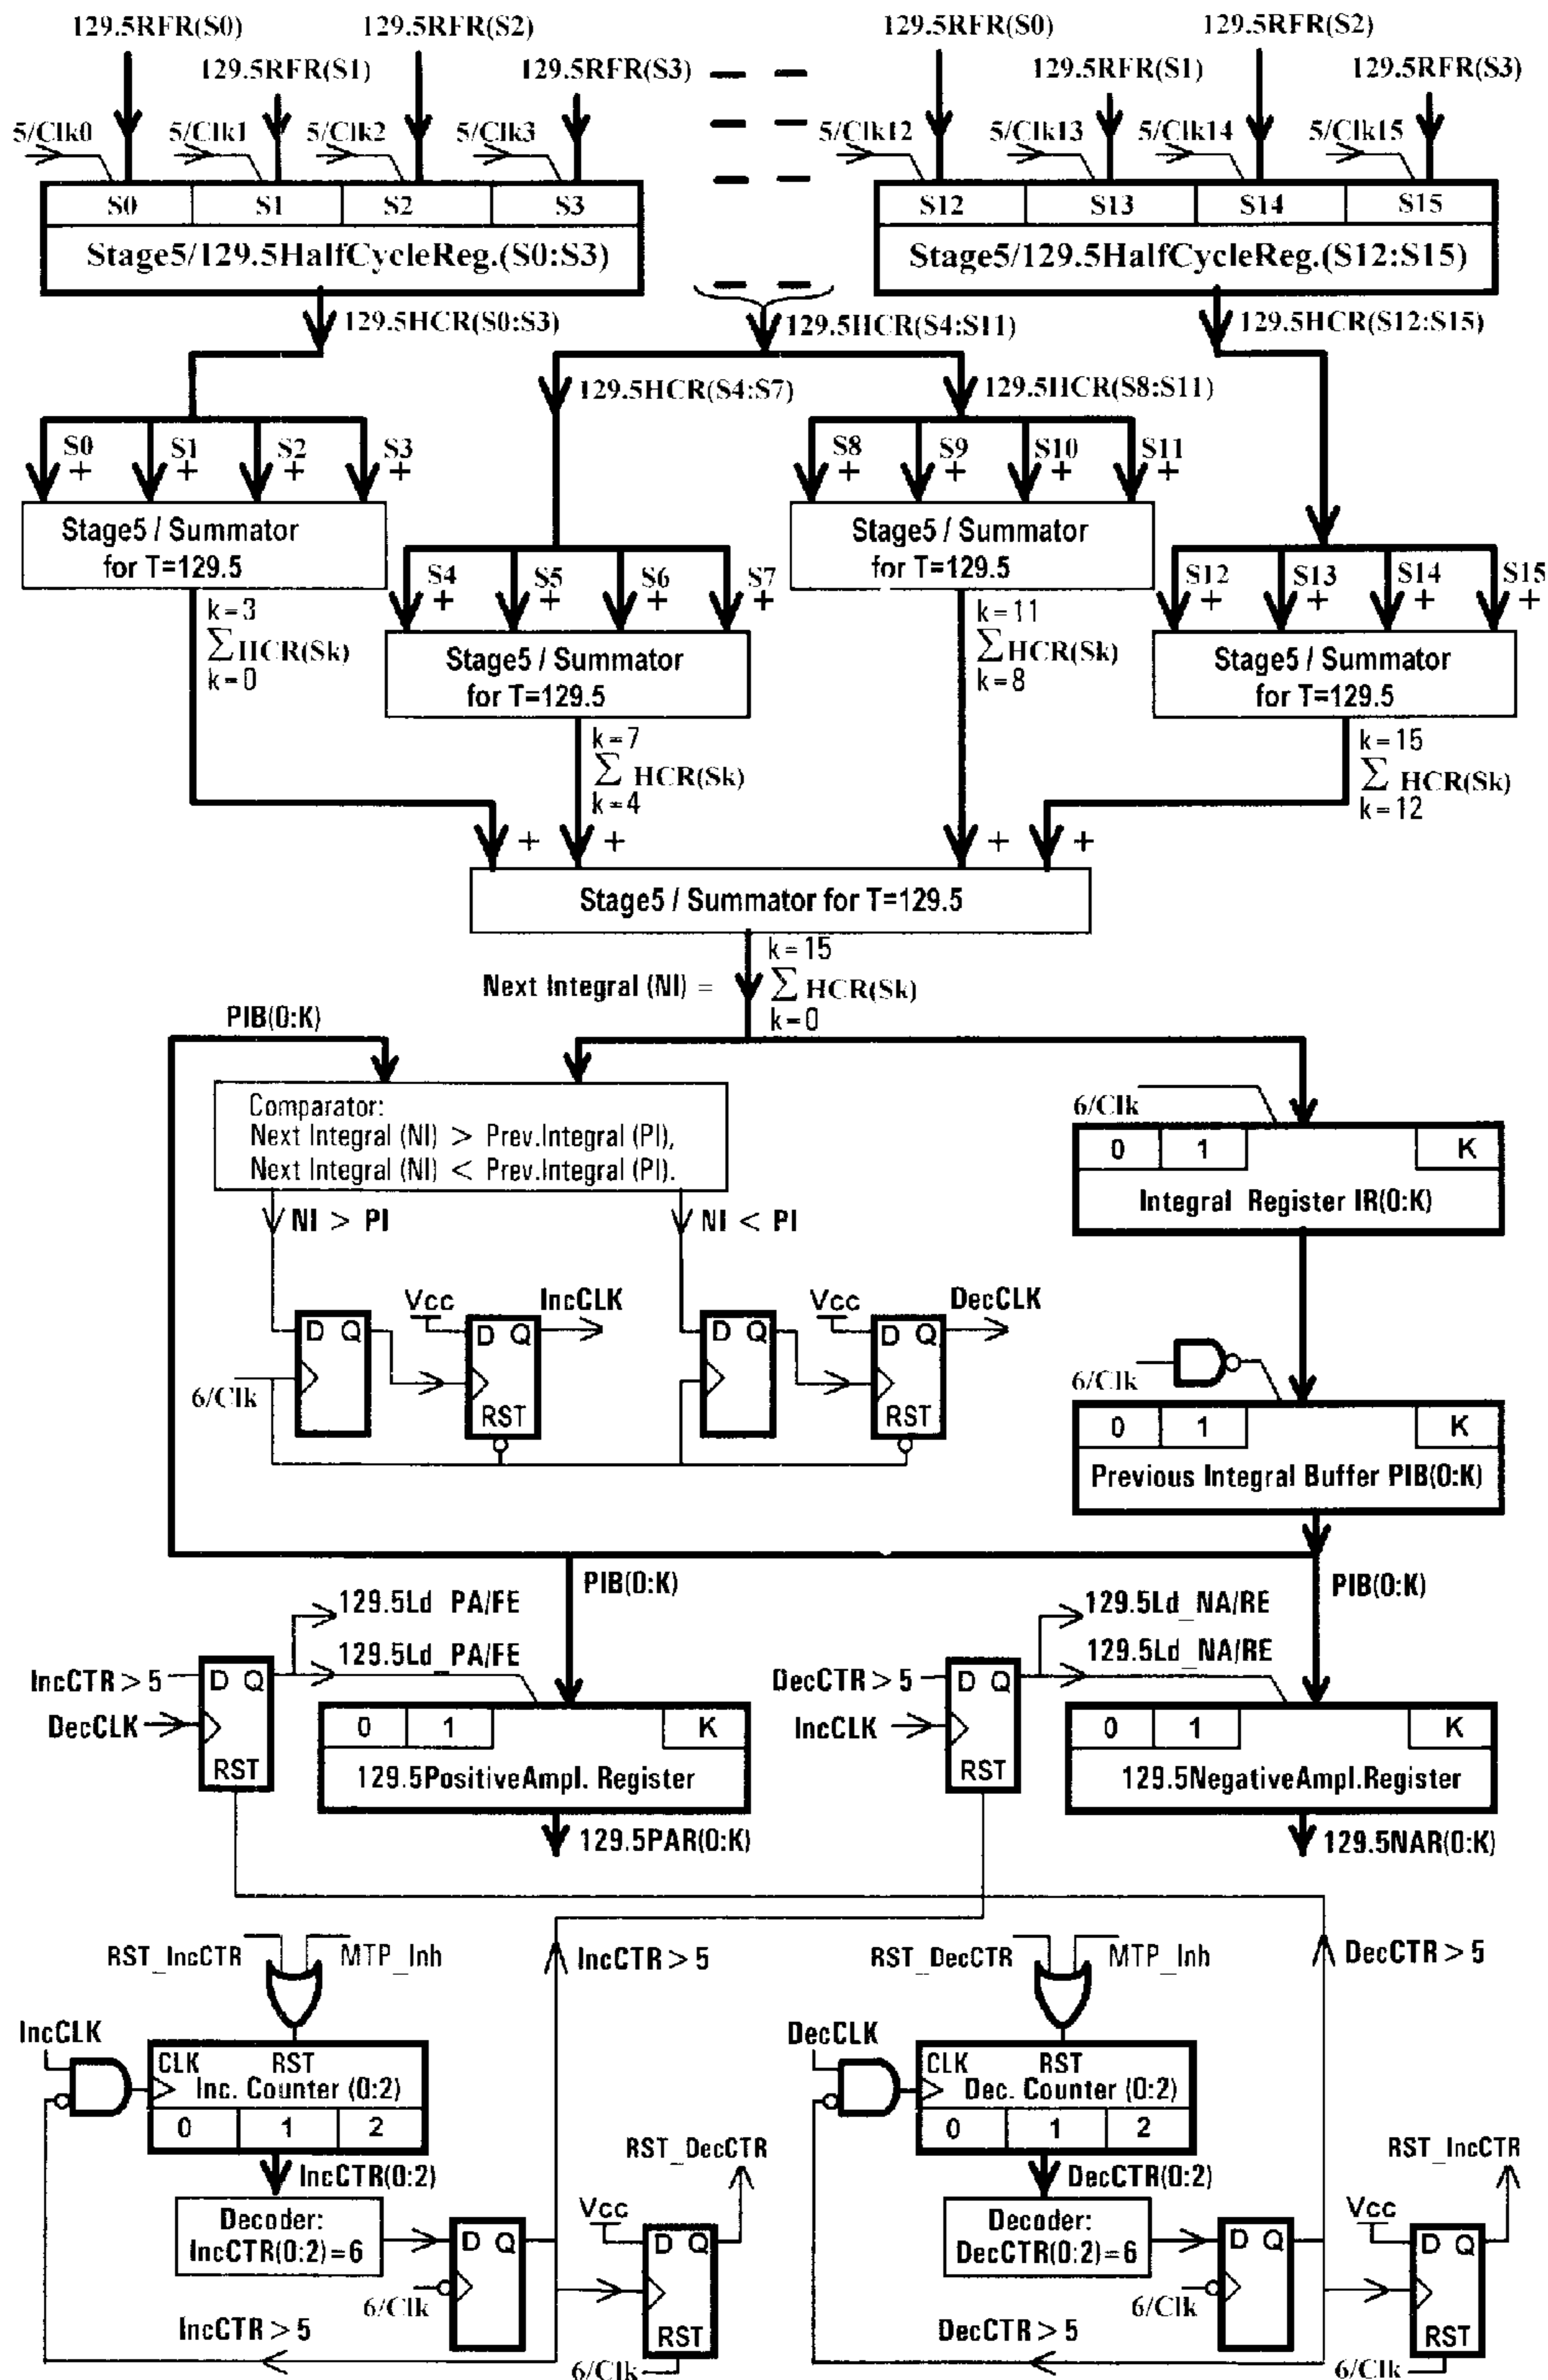 129.5RFR(S0) 129.5RFR(S2) 129.5RFR(S0) 129.5RFR(S2)
129.5RFR(S1) 129.5RFR(S3) 129.5RFR(S1) 129.5RFR(S3)
5/Clk0 5/Clk1 5/Clk2 5/Clk3 5/Clk12 5/Clk13 5/Clk14 5/Clk15
S0 S1 S2 S3 S12 S13 S14 S15
Stage5/129.5HalfCycleReg.(S0:S3) Stage5/129.5HalfCycleReg.(S12:S15)
129.5HCR(S0:S3) 129.5HCR(S4:S11) 129.5HCR(S12:S15)
129.5HCR(S4:S7) 129.5HCR(S8:S11)
S0 S1 S2 S3 S8 S9 S10 S11
+ + + + + + + +
Stage5 / Summator Stage5 / Summator
for T=129.5 for T=129.5
S4 S5 S6 S7 S12 S13 S14 S15
+ + + + + + + +
k=3 k=11
∑HCR(Sk) ∑HCR(Sk)
k=0 k=8
Stage5 / Summator Stage5 / Summator
for T=129.5 for T=129.5
k=7 k=15
∑ HCR(Sk) ∑ HCR(Sk)
k=4 k=12
+ + + +
Stage5 / Summator for T=129.5
k=15
Next Integral (NI) = ∑ HCR(Sk)
k=0
PIB(0:K)
Comparator:
Next Integral (NI) > Prev.Integral (PI),
Next Integral (NI) < Prev.Integral (PI).
6/Clk
0 1 K
Integral Register IR(0:K)
NI > PI NI < PI
Vcc IncCLK Vcc DecCLK
D Q D Q D Q D Q
6/Clk RST RST
6/Clk
0 1 K
Previous Integral Buffer PIB(0:K)
PIB(0:K) PIB(0:K)
129.5Ld_PA/FE 129.5Ld_NA/RE
129.5Ld_PA/FE 129.5Ld_NA/RE
IncCTR > 5 D Q DecCTR > 5 D Q
DecCLK IncCLK
0 1 K 0 1 K
RST RST
129.5PositiveAmpl. Register 129.5NegativeAmpl.Register
129.5PAR(0:K) 129.5NAR(0:K)
RST_IncCTR MTP_Inh IncCTR > 5 RST_DecCTR MTP_Inh DecCTR > 5
IncCLK DecCLK
CLK RST CLK RST
Inc. Counter (0:2) Dec. Counter (0:2)
0 1 2 0 1 2
RST_DecCTR RST_IncCTR
IncCTR(0:2) DecCTR(0:2)
Decoder: Vcc Decoder: Vcc
IncCTR(0:2)=6 D Q D Q DecCTR(0:2)=6 D Q D Q
6/Clk 6/Clk
IncCTR > 5 RST DecCTR > 5 RST
6/Clk 6/Clk